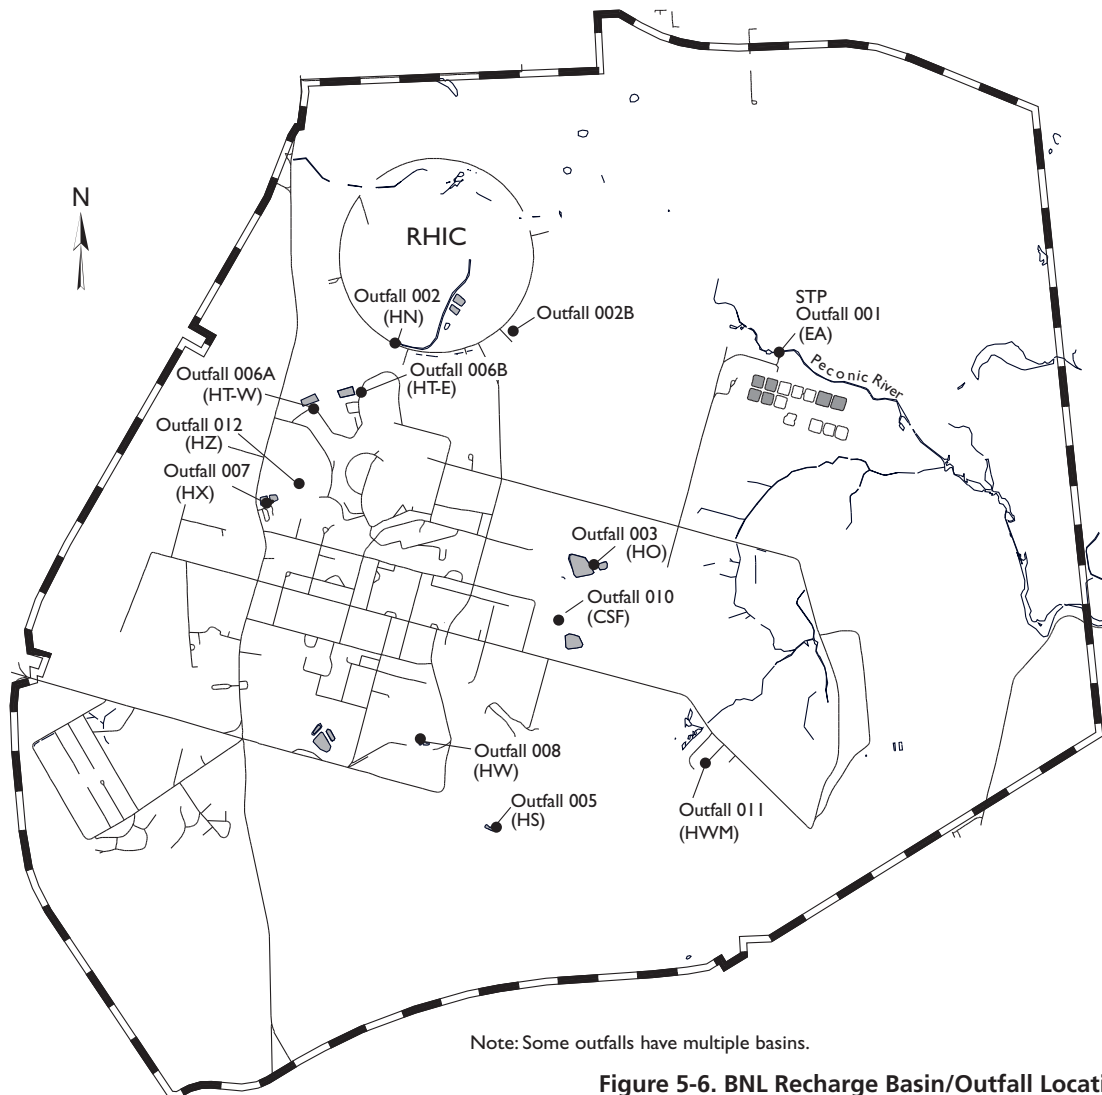 N
RHIC
Outfall 002
(HN)
Outfall 002B
STP
Outfall 001
(EA)
Peconic River
Outfall 006A
(HT-W)
Outfall 006B
(HT-E)
Outfall 012
(HZ)
Outfall 007
(HX)
Outfall 003
(HO)
Outfall 010
(CSF)
Outfall 008
(HW)
Outfall 005
(HS)
Outfall 011
(HWM)
Note: Some outfalls have multiple basins.
Figure 5-6. BNL Recharge Basin/Outfall Locati